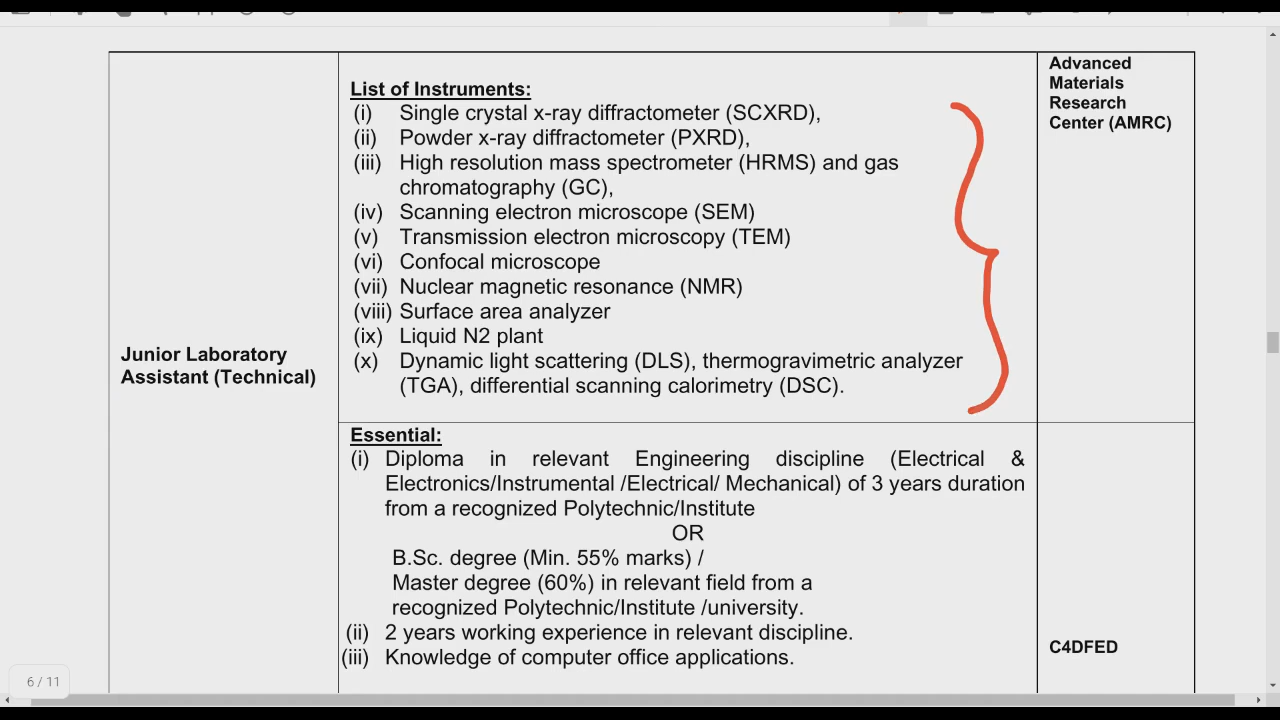 List of Instruments:
(i) Single crystal x-ray diffractometer (SCXRD),
(ii) Powder x-ray diffractometer (PXRD),
(iii) High resolution mass spectrometer (HRMS) and gas
chromatography (GC),
(iv) Scanning electron microscope (SEM)
(v) Transmission electron microscopy (TEM)
(vi) Confocal microscope
(vii) Nuclear magnetic resonance (NMR)
(viii) Surface area analyzer
(ix) Liquid N2 plant
(x) Dynamic light scattering (DLS), thermogravimetric analyzer
(TGA), differential scanning calorimetry (DSC).
Advanced
Materials
Research
Center (AMRC)
Junior Laboratory
Assistant (Technical)
Essential:
(i) Diploma in relevant Engineering discipline (Electrical &
Electronics/Instrumental /Electrical/ Mechanical) of 3 years duration
from a recognized Polytechnic/Institute
OR
B.Sc. degree (Min. 55% marks) /
Master degree (60%) in relevant field from a
recognized Polytechnic/Institute /university.
(ii) 2 years working experience in relevant discipline.
(iii) Knowledge of computer office applications.
C4DFED
6 / 11